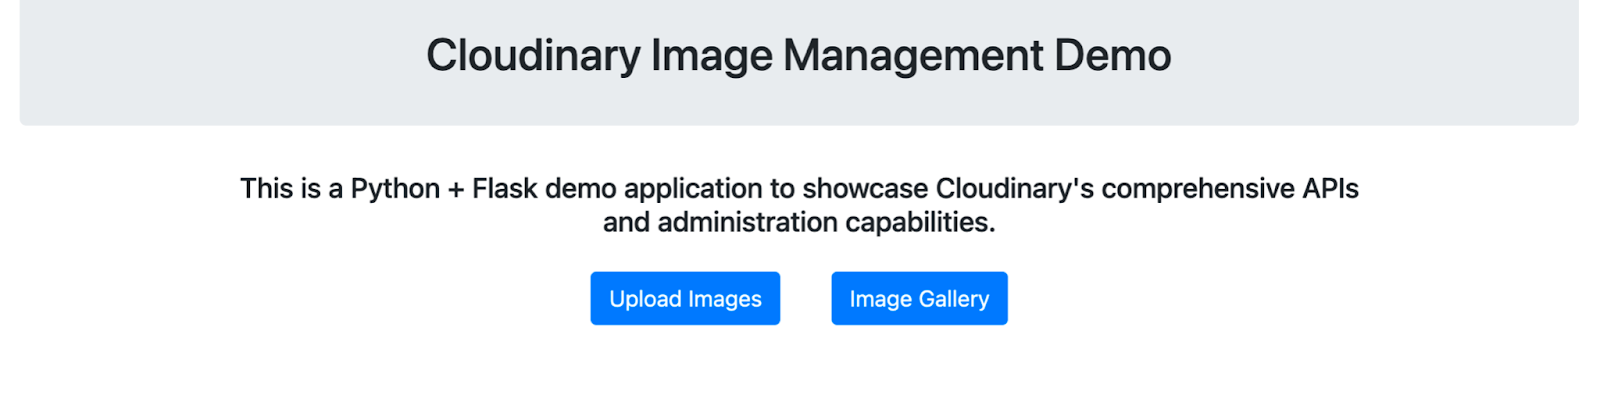 Cloudinary Image Management Demo
This is a Python + Flask demo application to showcase Cloudinary's comprehensive APIs
and administration capabilities.
Upload Images
Image Gallery